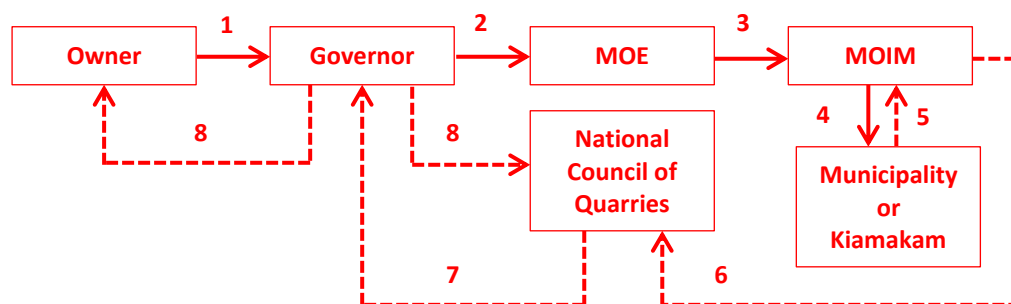 1
2
3
Owner
Governor
MOE
MOIM
8
8
4
5
National
Council of
Quarries
Municipality
or
Kiamakam
7
6